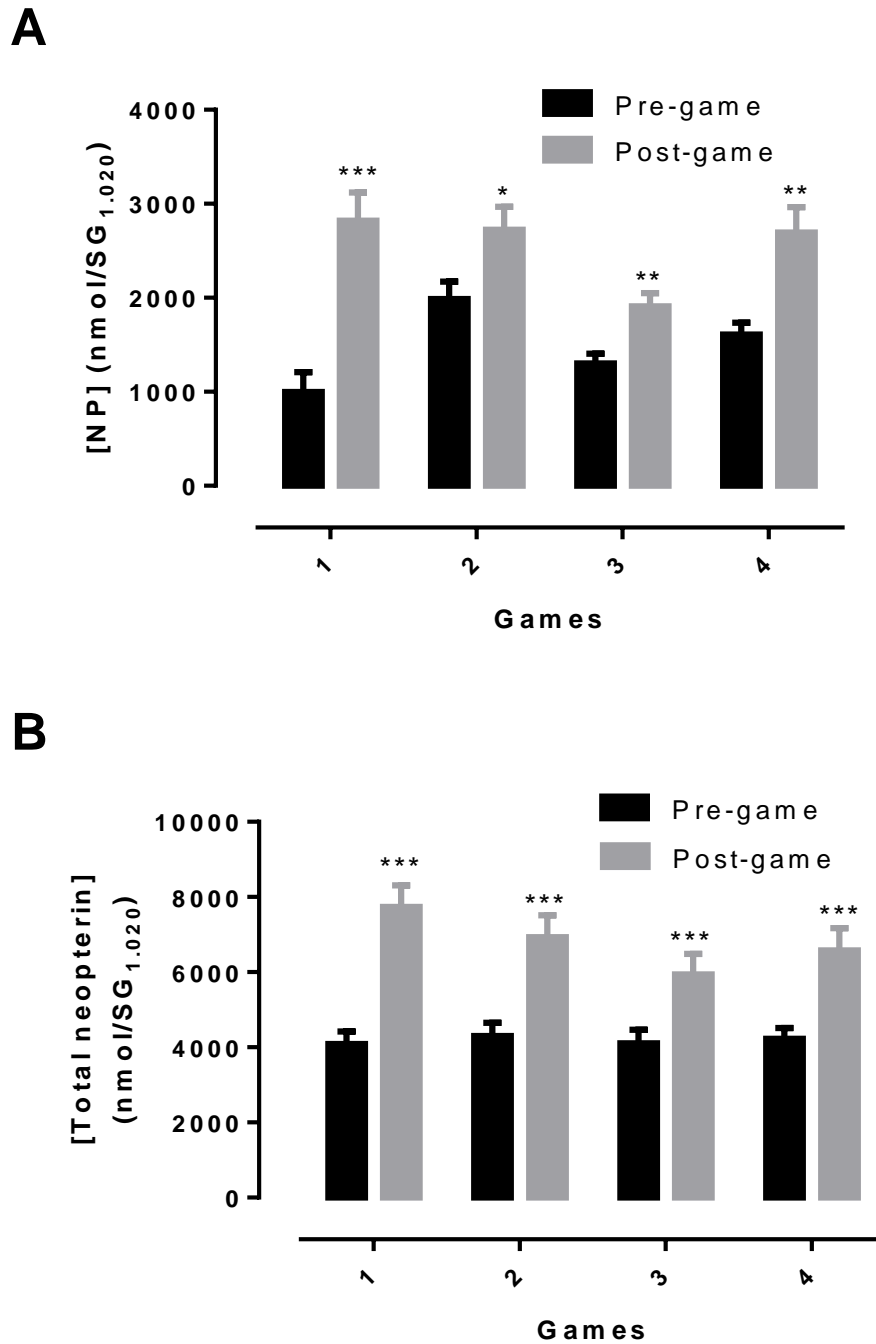 A
Pre-game
Post-game
[NP] (nmol/SG1.020)
4000
3000
2000
1000
0
***
*
**
**
1
2
3
4
Games
B
Pre-game
Post-game
[Total neopterin]
(nmol/SG1.020)
10000
8000
6000
4000
2000
0
***
***
***
***
1
2
3
4
Games